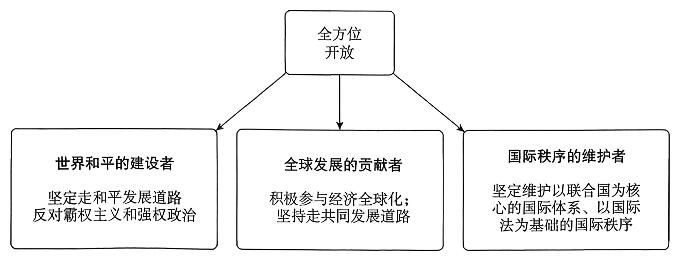 全方位
开放
世界和平的建设者
坚定走和平发展道路
反对霸权主义和强权政治
全球发展的贡献者
积极参与经济全球化；
坚持走共同发展道路
国际秩序的维护者
坚定维护以联合国为核
心的国际体系、以国际
法为基础的国际秩序